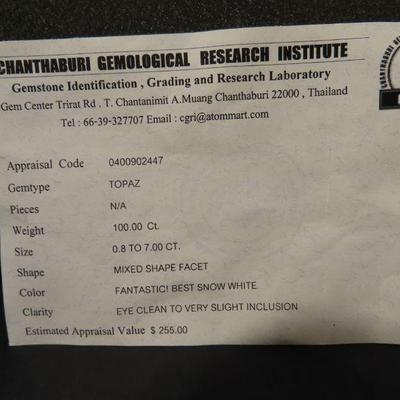 CHANTHABURI GEMOLOGICAL RESEARCH INSTITUTE
Gemstone Identification , Grading and Research Laboratory
Gem Center Trirat Rd . T. Chantanimit A.Muang Chanthaburi 22000 , Thailand
Tel : 66-39-327707 Email : cgri@atommart.com
Appraisal Code 0400902447
Gemtype TOPAZ
Pieces N/A
Weight 100.00 Ct.
Size 0.8 TO 7.00 CT.
Shape MIXED SHAPE FACET
Color FANTASTIC! BEST SNOW WHITE
Clarity EYE CLEAN TO VERY SLIGHT INCLUSION
Estimated Appraisal Value $ 255.00